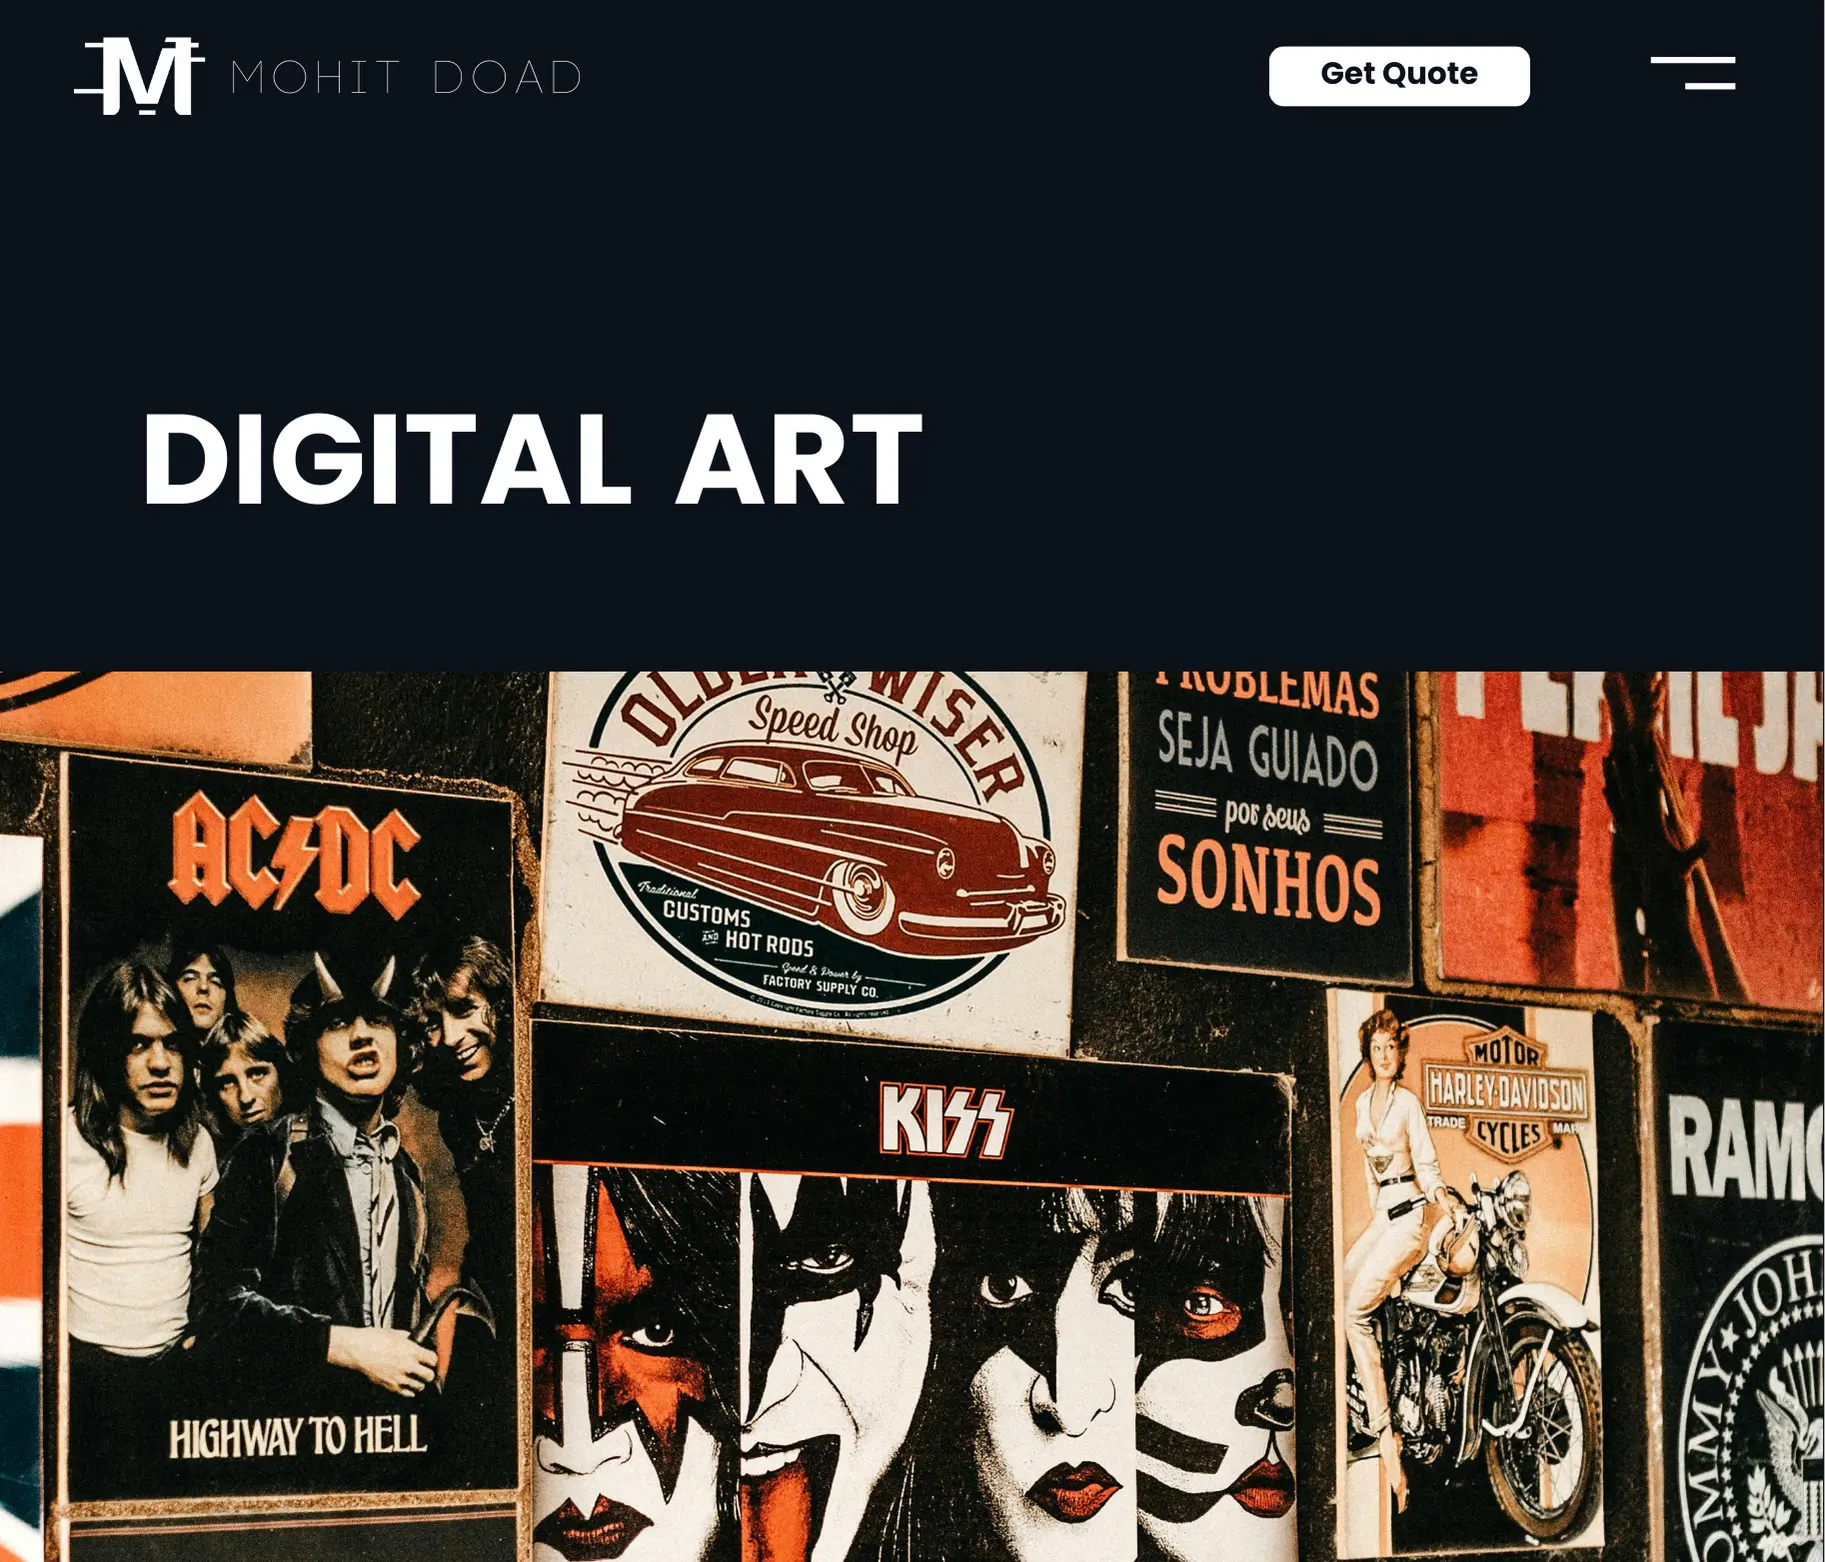 MOHIT DOAD
Get Quote
DIGITAL ART
OLDER WISER
Speed Shop
Traditional
CUSTOMS
AND HOT RODS
Speed & Power by
FACTORY SUPPLY CO.
PROBLEMAS
SEJA GUIADO
por seus
SONHOS
AC DC
HIGHWAY TO HELL
KISS
MOTOR
HARLEY-DAVIDSON
TRADE MARK
CYCLES
RAMO
JOH
OMMY